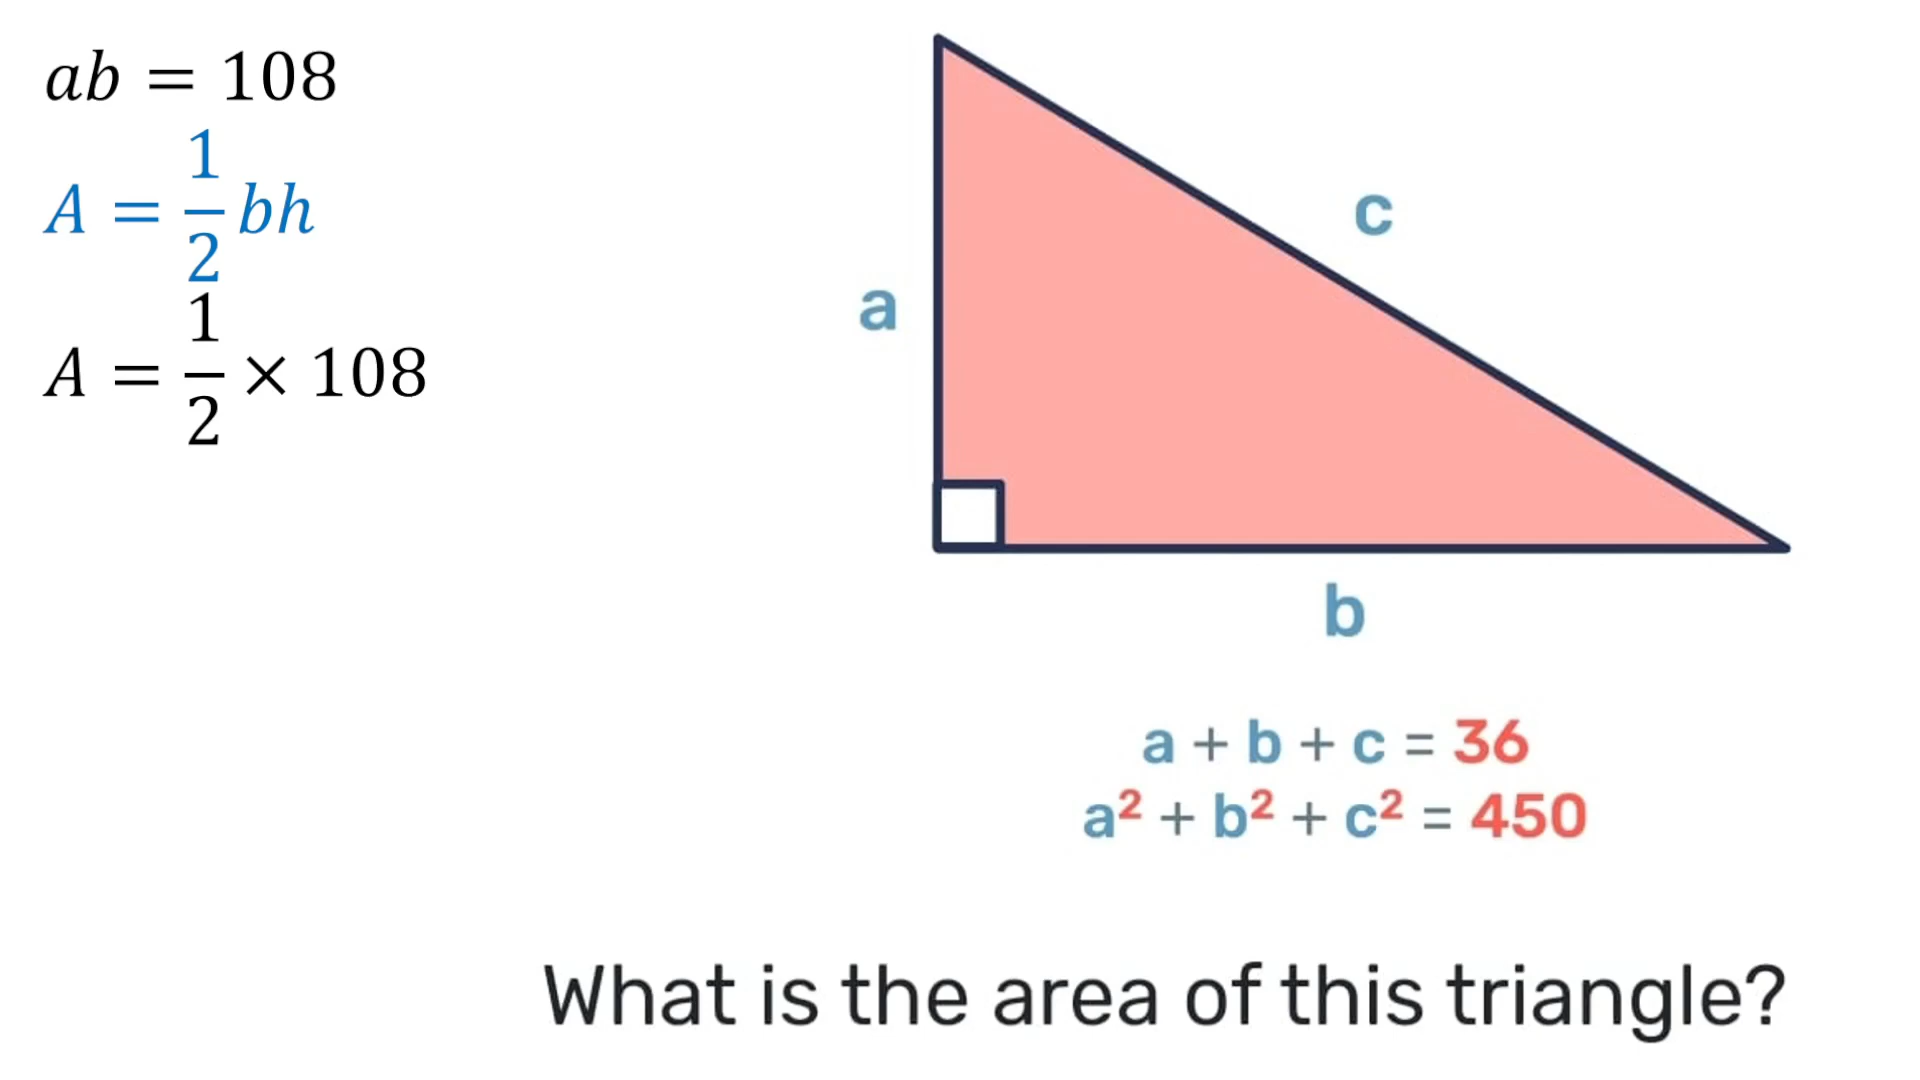 ab = 108
A = 1/2 bh
A = 1/2 × 108
a
c
b
a + b + c = 36
a² + b² + c² = 450
What is the area of this triangle?